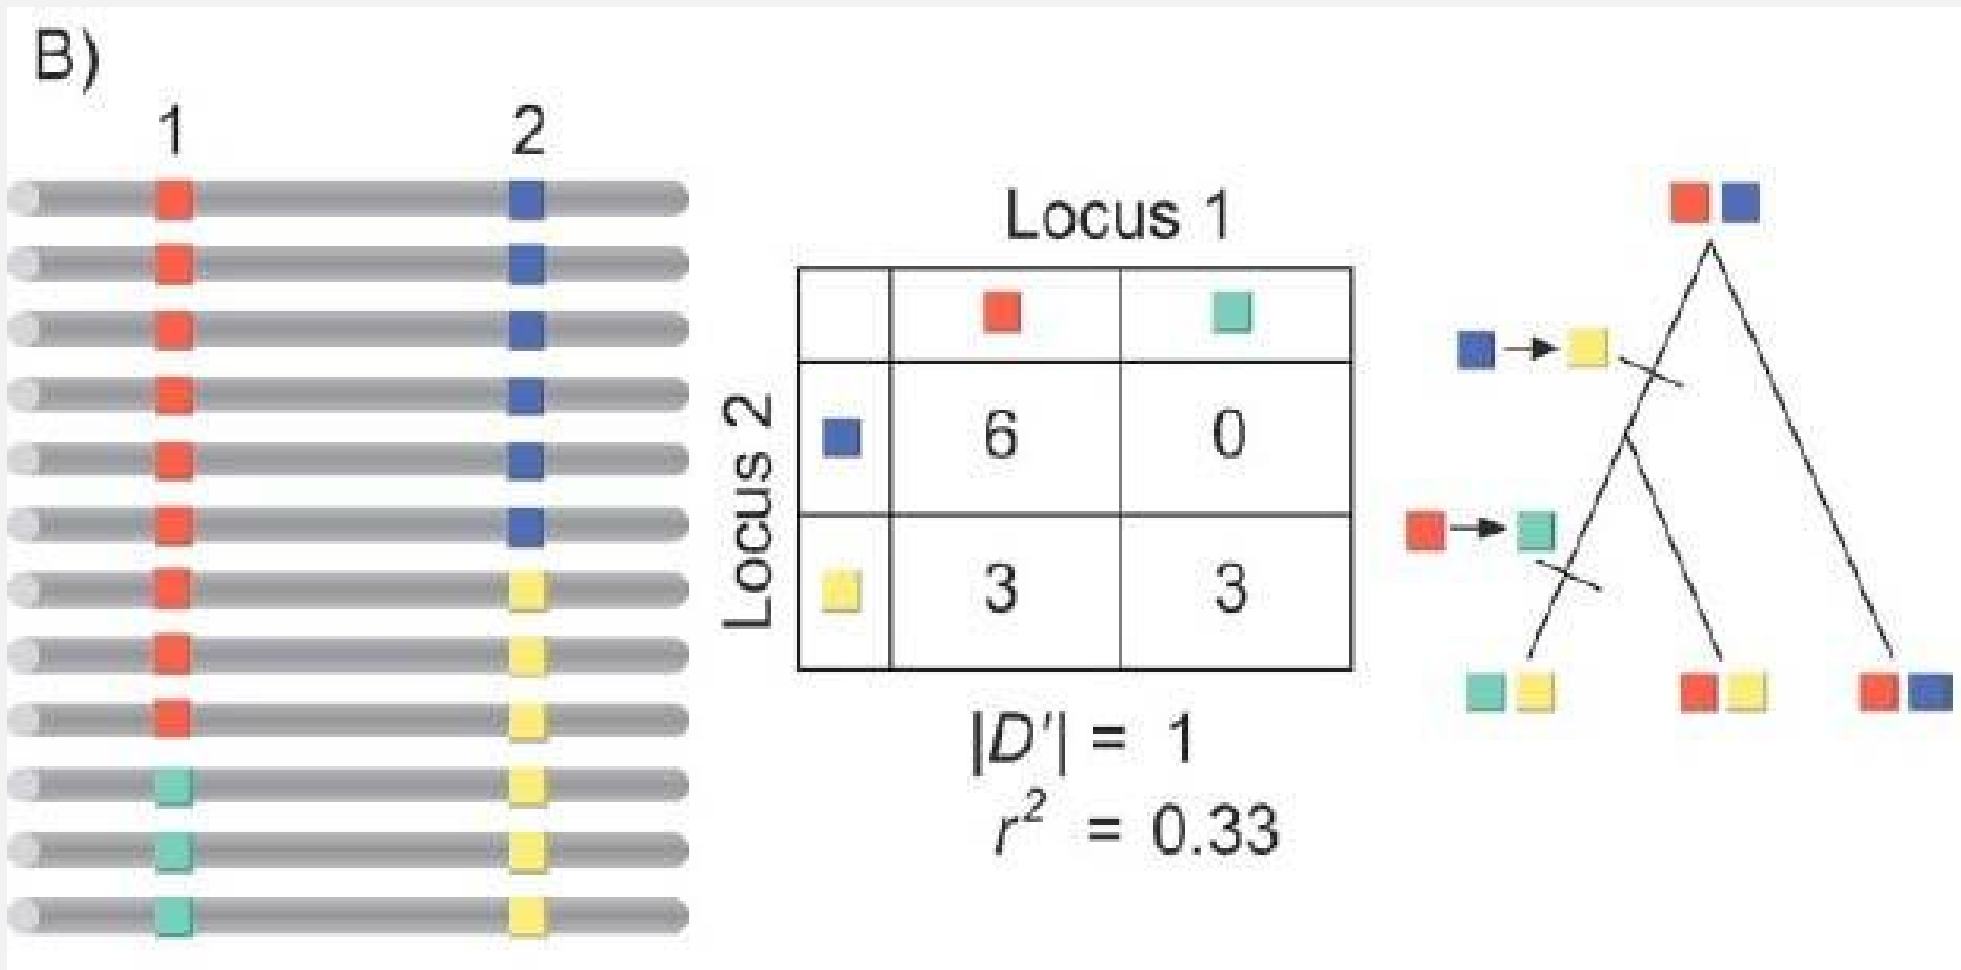 B)
1 2
Locus 1
Locus 2
6 0
3 3
|D'| = 1
r² = 0.33